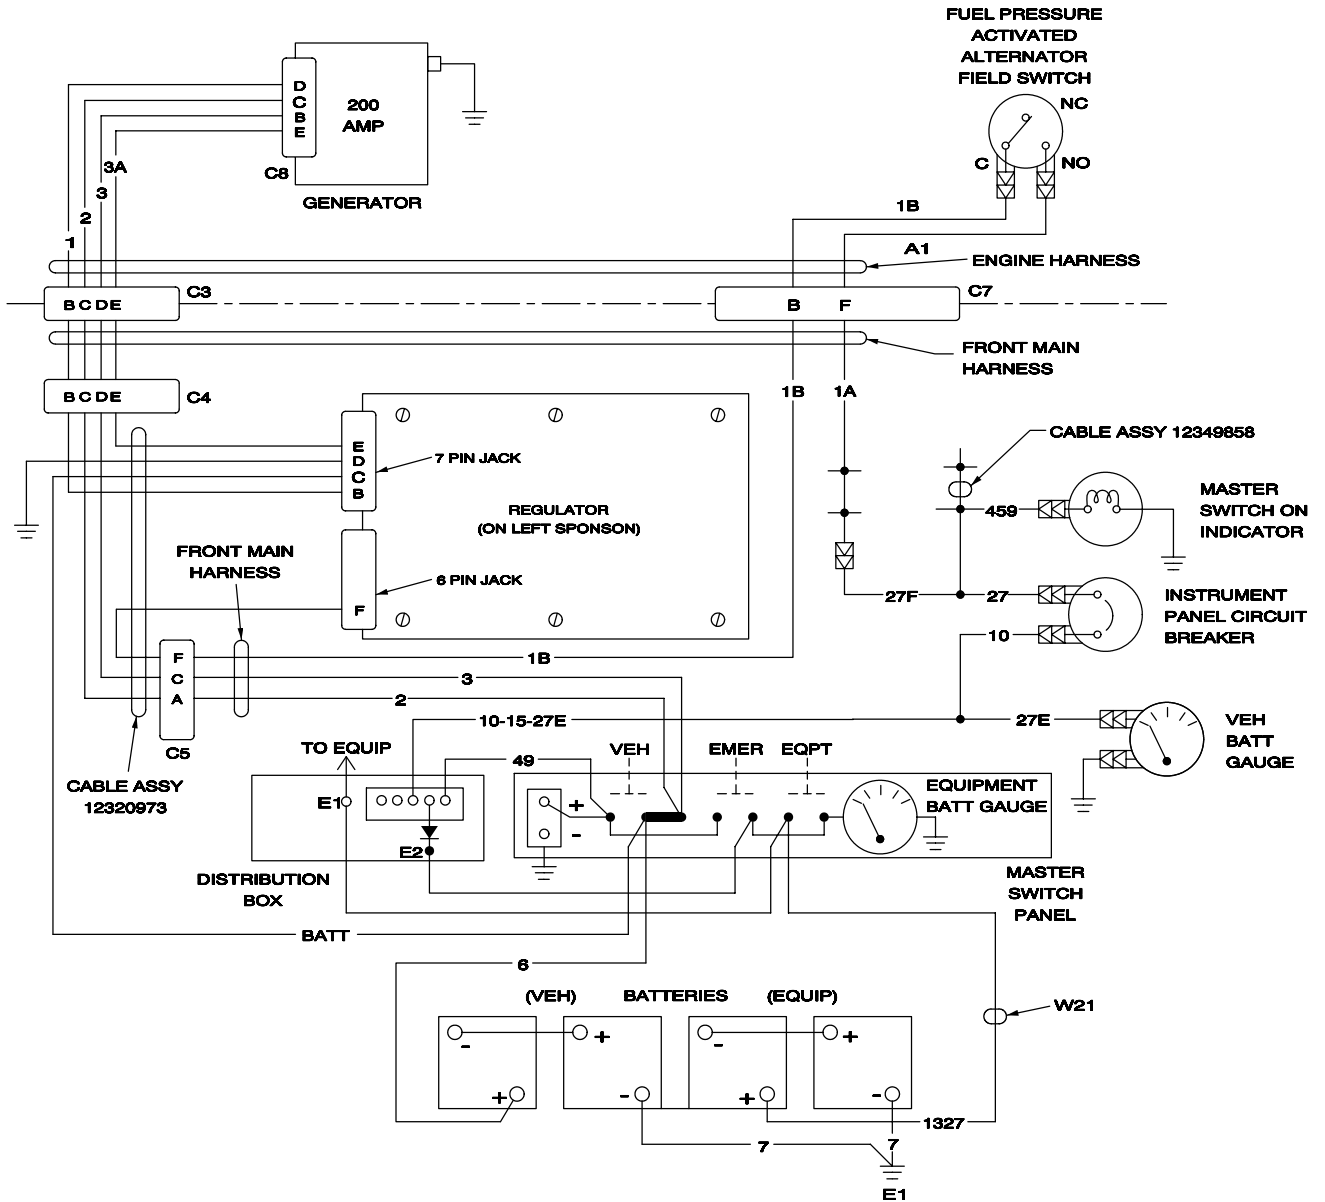 FUEL PRESSURE
ACTIVATED
ALTERNATOR
FIELD SWITCH
NC
C
NO
D
C
B
E
200
AMP
C8
GENERATOR
3A
3
2
1
1B
A1
ENGINE HARNESS
B C D E
C3
B F
C7
FRONT MAIN
HARNESS
B C D E
C4
1B
1A
CABLE ASSY 12349858
E
D
C
B
7 PIN JACK
REGULATOR
(ON LEFT SPONSON)
459
MASTER
SWITCH ON
INDICATOR
FRONT MAIN
HARNESS
6 PIN JACK
F
27F
27
10
INSTRUMENT
PANEL CIRCUIT
BREAKER
F
C
A
C5
1B
3
2
10-15-27E
27E
VEH
BATT
GAUGE
CABLE ASSY
12320973
TO EQUIP
49
VEH
EMER
EQPT
E1
E2
+
-
EQUIPMENT
BATT GAUGE
DISTRIBUTION
BOX
MASTER
SWITCH
PANEL
BATT
6
(VEH)
BATTERIES
(EQUIP)
W21
-
+
-
+
+
-
+
-
1327
7
7
E1